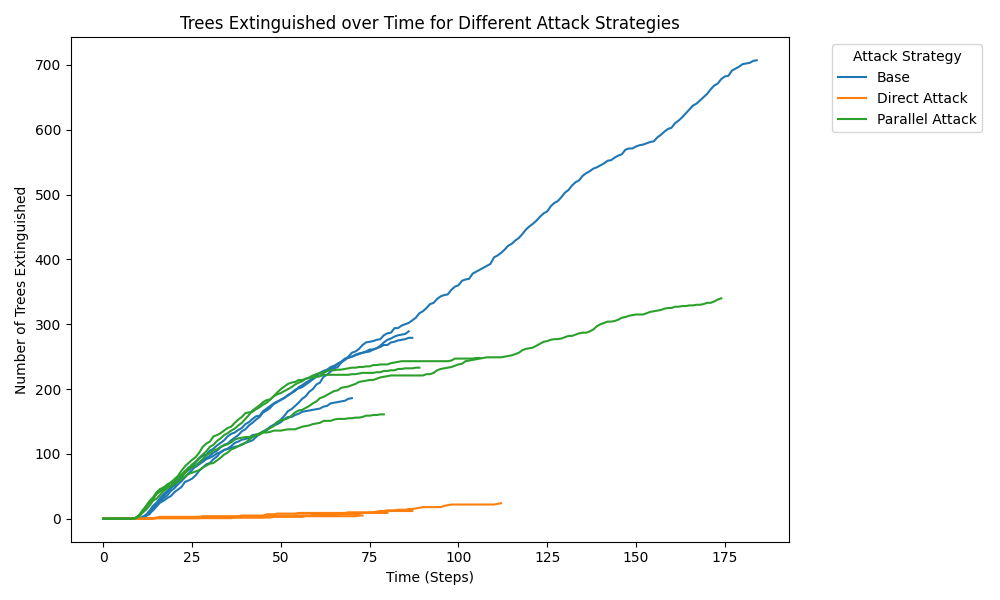 Trees Extinguished over Time for Different Attack Strategies
Number of Trees Extinguished
700
600
500
400
300
200
100
0
0 25 50 75 100 125 150 175
Time (Steps)
Attack Strategy
Base
Direct Attack
Parallel Attack